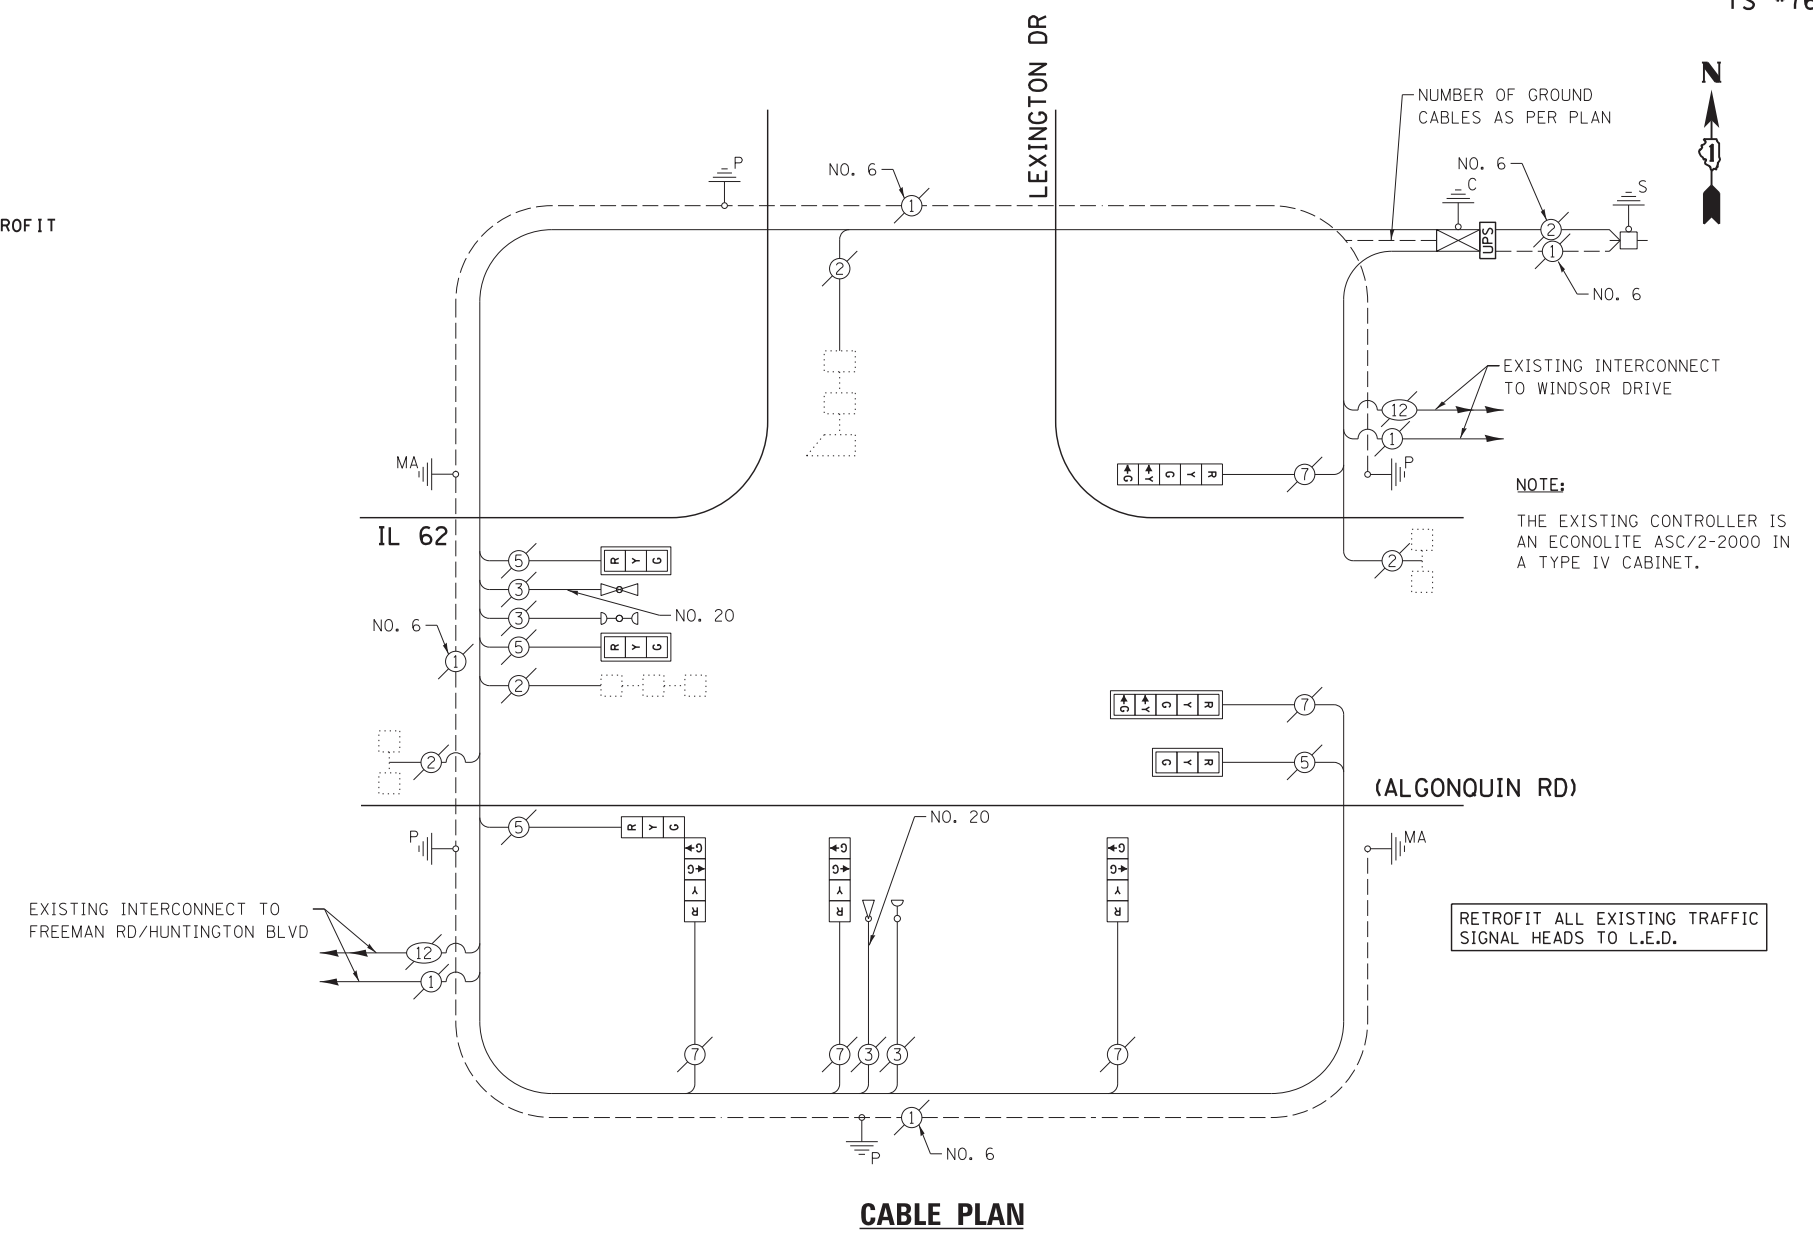 TS #76
LEXINGTON DR
N
1
NUMBER OF GROUND
CABLES AS PER PLAN
NO. 6
P
NO. 6
1
C
S
2
UPS
1
NO. 6
ROFIT
2
EXISTING INTERCONNECT
TO WINDSOR DRIVE
12
1
MA
G Y G Y R
7
P
NOTE:
THE EXISTING CONTROLLER IS
AN ECONOLITE ASC/2-2000 IN
A TYPE IV CABINET.
IL 62
5
R Y G
2
3
NO. 20
3
NO. 6
5
R Y G
1
2
G Y G Y R
7
2
G Y R
5
(ALGONQUIN RD)
5
R Y G
NO. 20
P
G
G
Y
R
G
G
Y
R
G
G
Y
R
MA
EXISTING INTERCONNECT TO
FREEMAN RD/HUNTINGTON BLVD
12
1
RETROFIT ALL EXISTING TRAFFIC
SIGNAL HEADS TO L.E.D.
7
7
3
3
7
1
P
NO. 6
CABLE PLAN